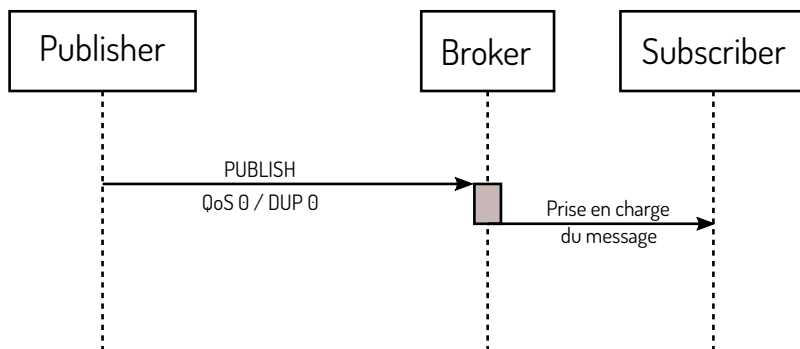 Publisher
Broker
Subscriber
PUBLISH
QoS 0 / DUP 0
Prise en charge
du message